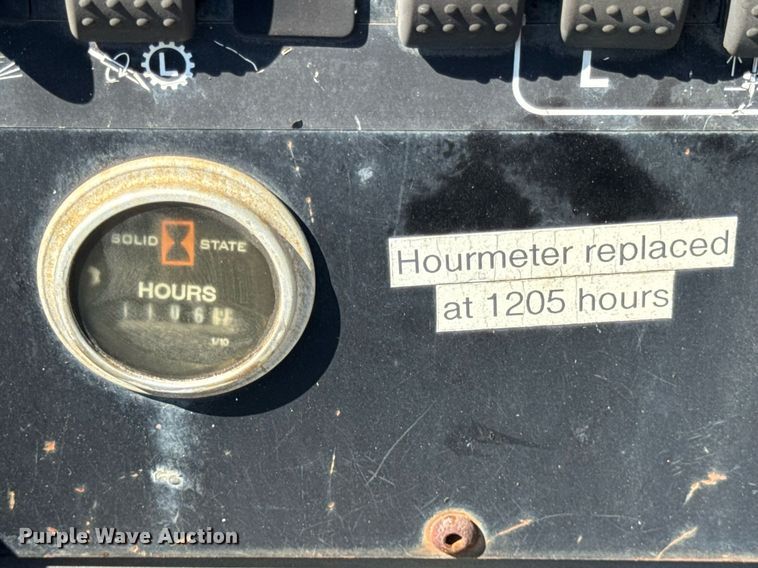 L
L
SOLID STATE
HOURS
1/10
Hourmeter replaced
at 1205 hours
Purple Wave Auction